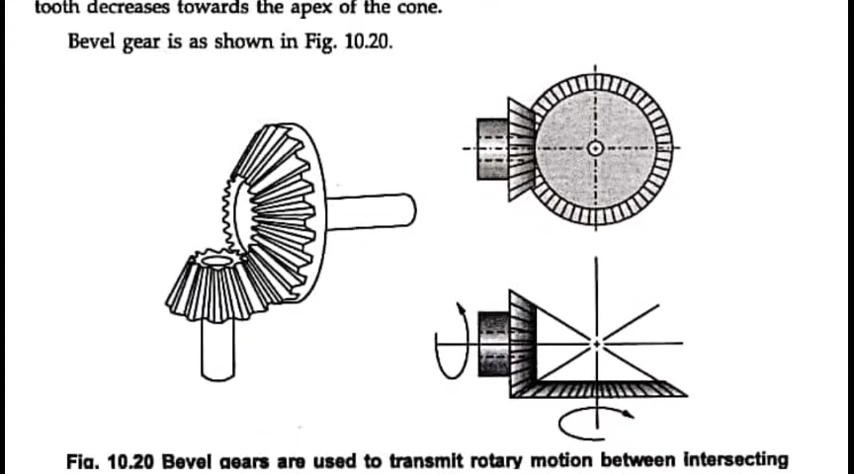 tooth decreases towards the apex of the cone.
Bevel gear is as shown in Fig. 10.20.
Fig. 10.20 Bevel gears are used to transmit rotary motion between intersecting